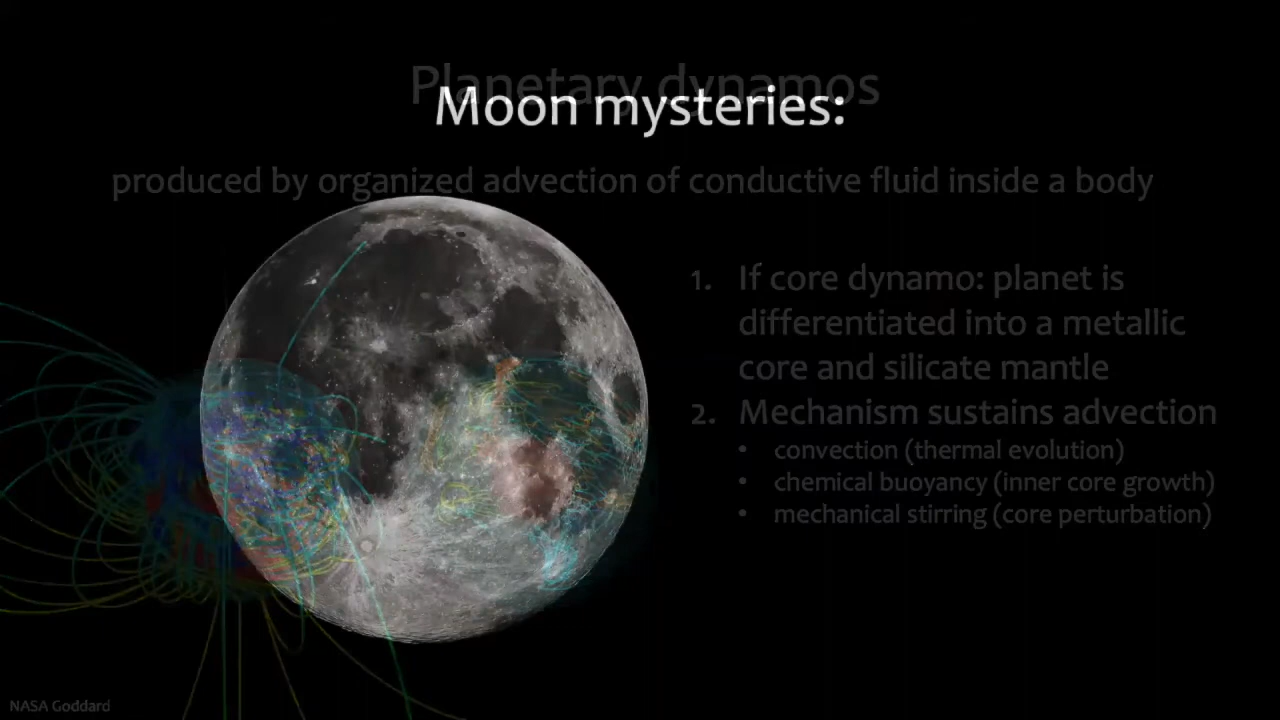 Planetary dynamos
Moon mysteries:
produced by organized advection of conductive fluid inside a body
1. If core dynamo: planet is
differentiated into a metallic
core and silicate mantle
2. Mechanism sustains advection
• convection (thermal evolution)
• chemical buoyancy (inner core growth)
• mechanical stirring (core perturbation)
NASA Goddard